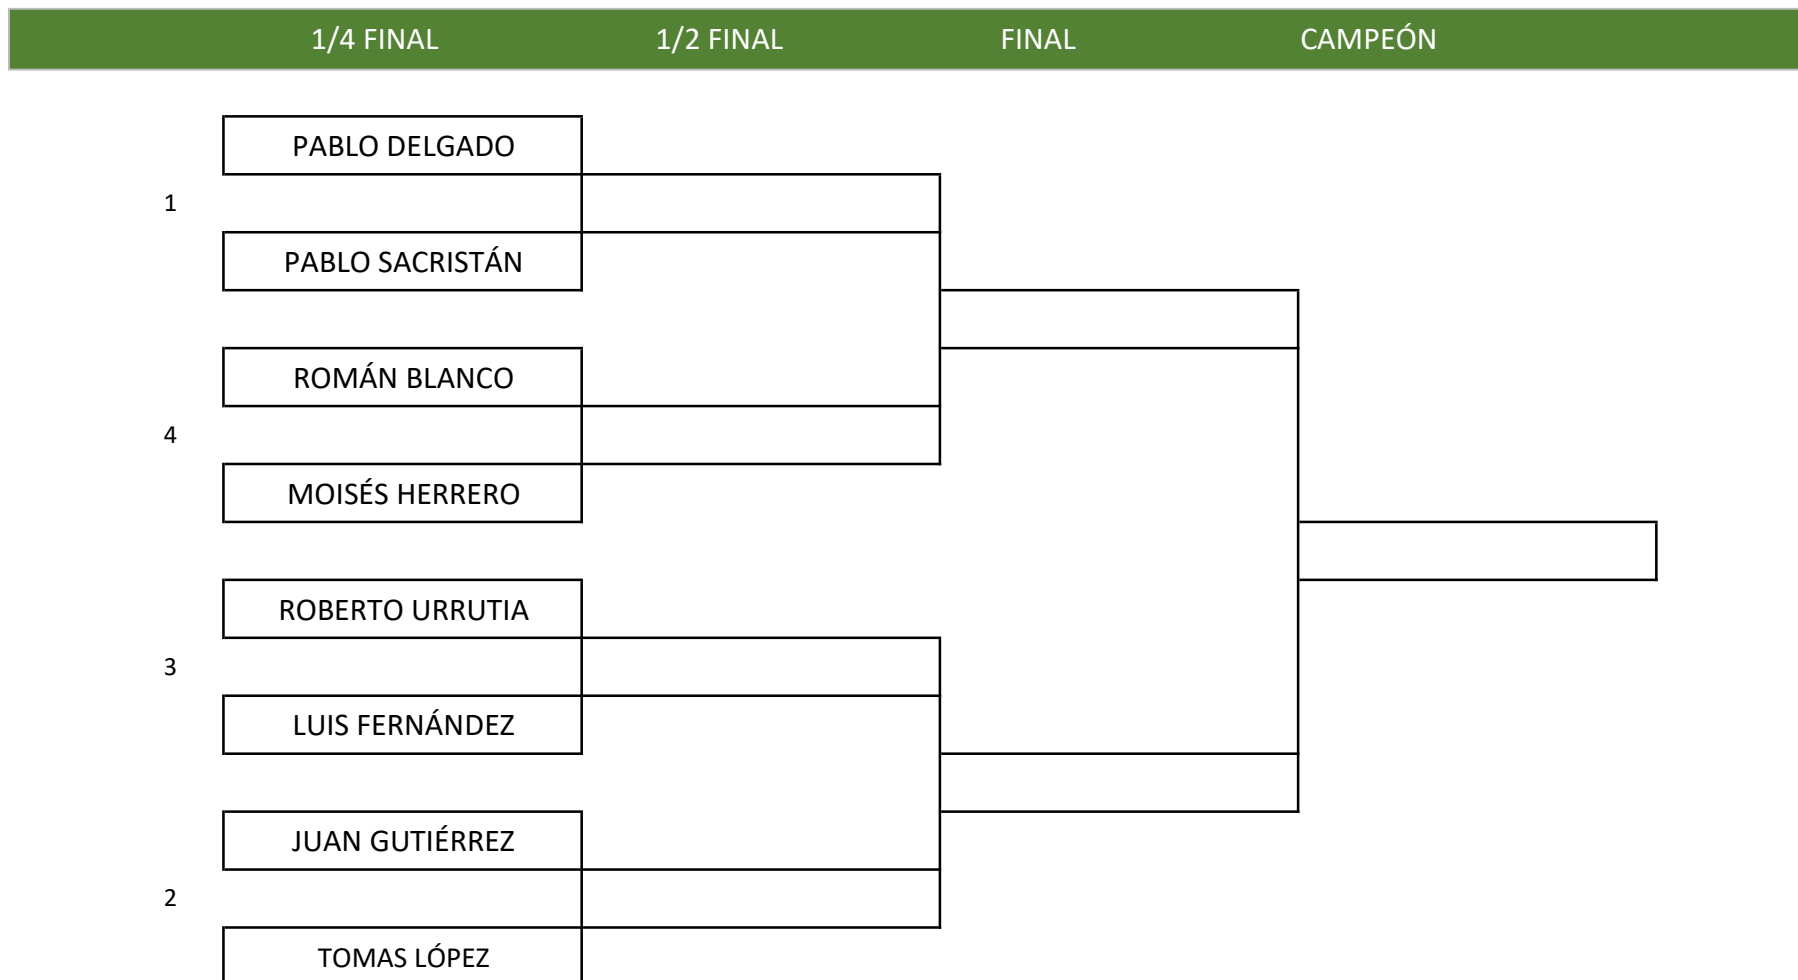 1/4 FINAL 1/2 FINAL FINAL CAMPEÓN
PABLO DELGADO
1
PABLO SACRISTÁN
ROMÁN BLANCO
4
MOISÉS HERRERO
ROBERTO URRUTIA
3
LUIS FERNÁNDEZ
JUAN GUTIÉRREZ
2
TOMAS LÓPEZ